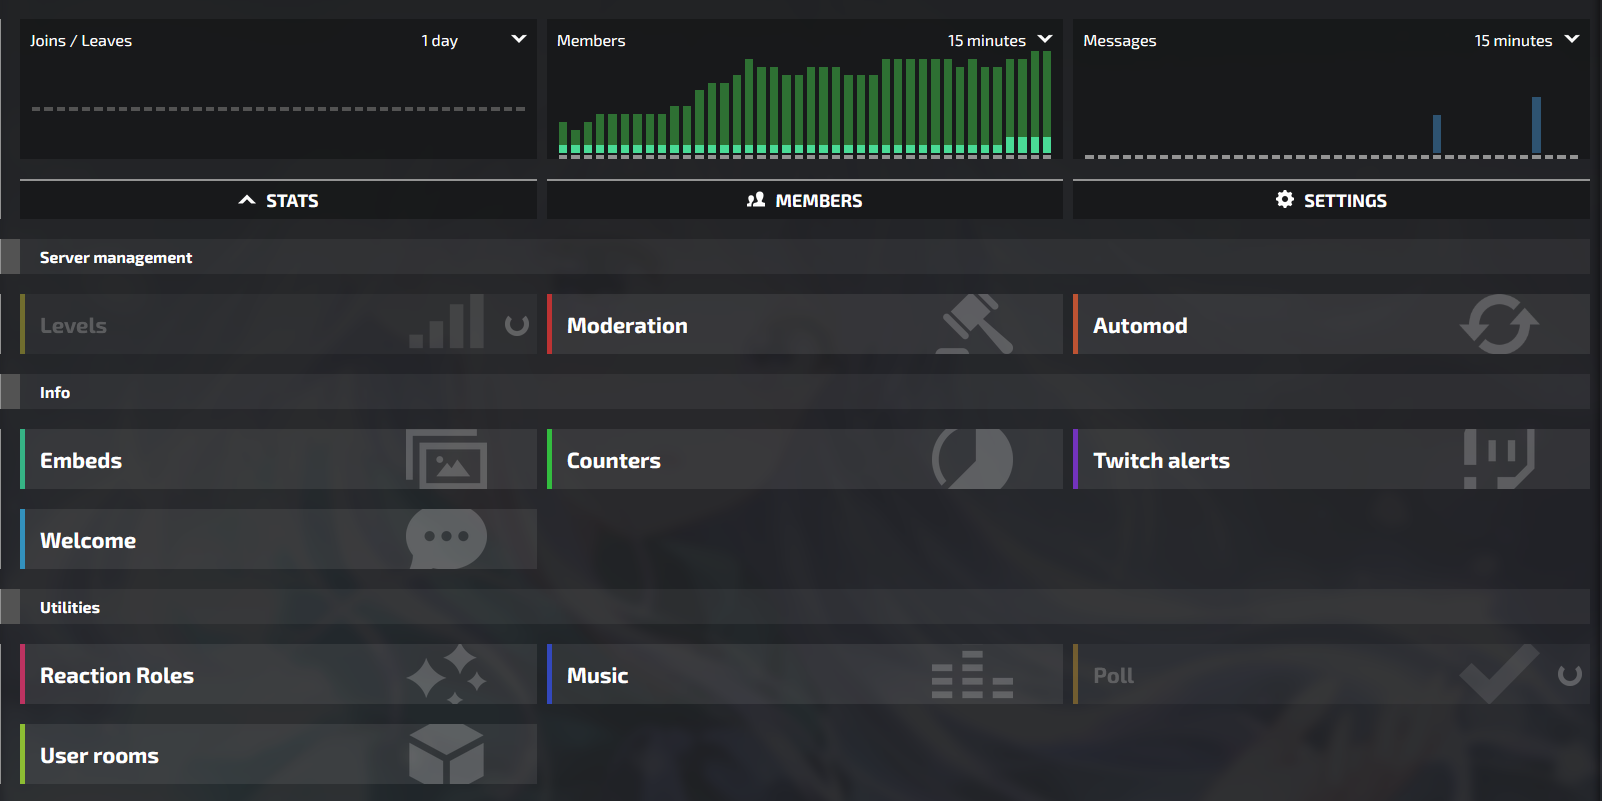 Joins / Leaves 1 day
Members 15 minutes
Messages 15 minutes
STATS
MEMBERS
SETTINGS
Server management
Levels
Moderation
Automod
Info
Embeds
Counters
Twitch alerts
Welcome
Utilities
Reaction Roles
Music
Poll
User rooms